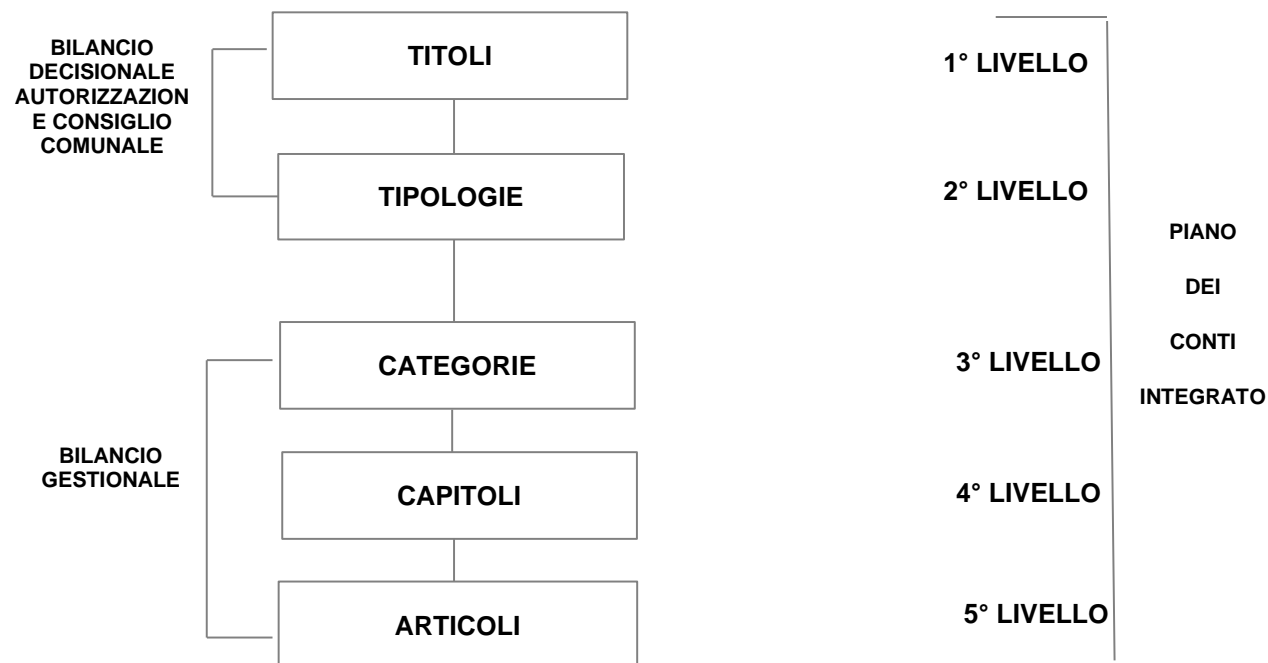 BILANCIO
DECISIONALE
AUTORIZZAZION
E CONSIGLIO
COMUNALE
TITOLI
1° LIVELLO
TIPOLOGIE
2° LIVELLO
PIANO
DEI
CONTI
INTEGRATO
CATEGORIE
3° LIVELLO
BILANCIO
GESTIONALE
CAPITOLI
4° LIVELLO
ARTICOLI
5° LIVELLO